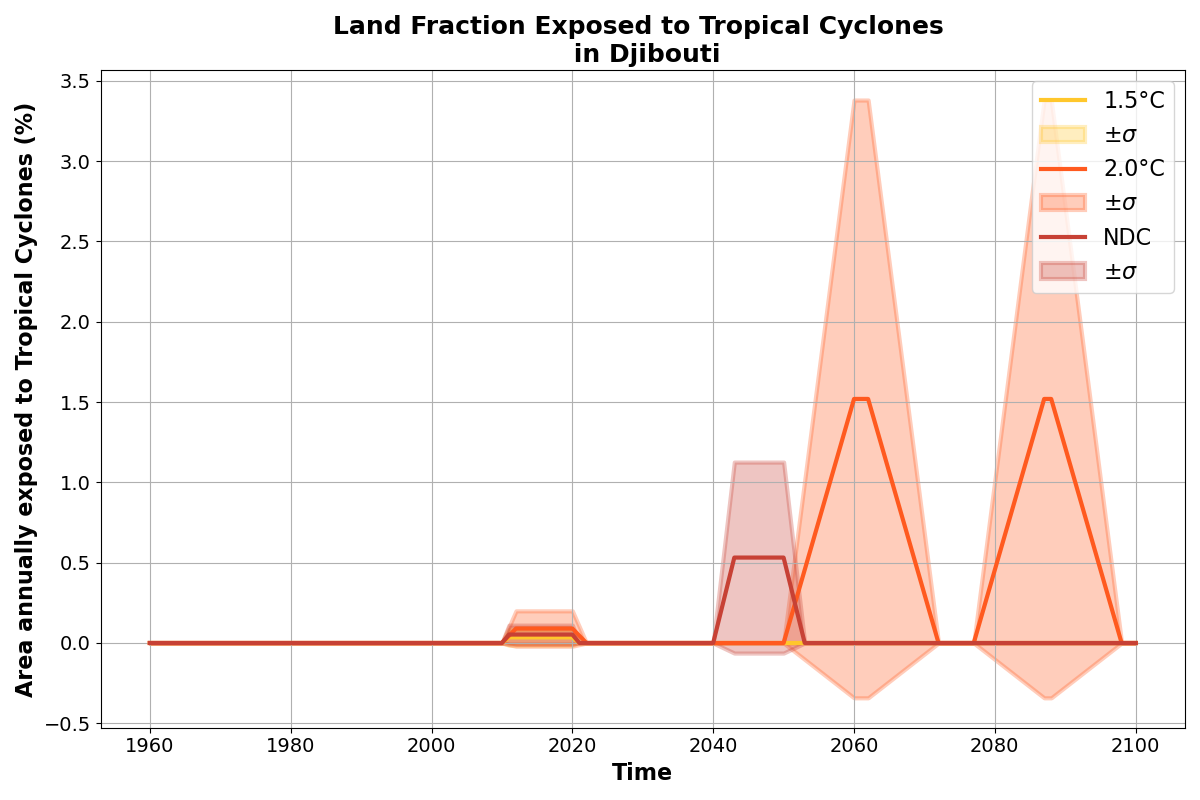 Land Fraction Exposed to Tropical Cyclones
in Djibouti
Area annually exposed to Tropical Cyclones (%)
3.5
3.0
2.5
2.0
1.5
1.0
0.5
0.0
−0.5
1960
1980
2000
2020
2040
2060
2080
2100
Time
1.5°C
±σ
2.0°C
±σ
NDC
±σ